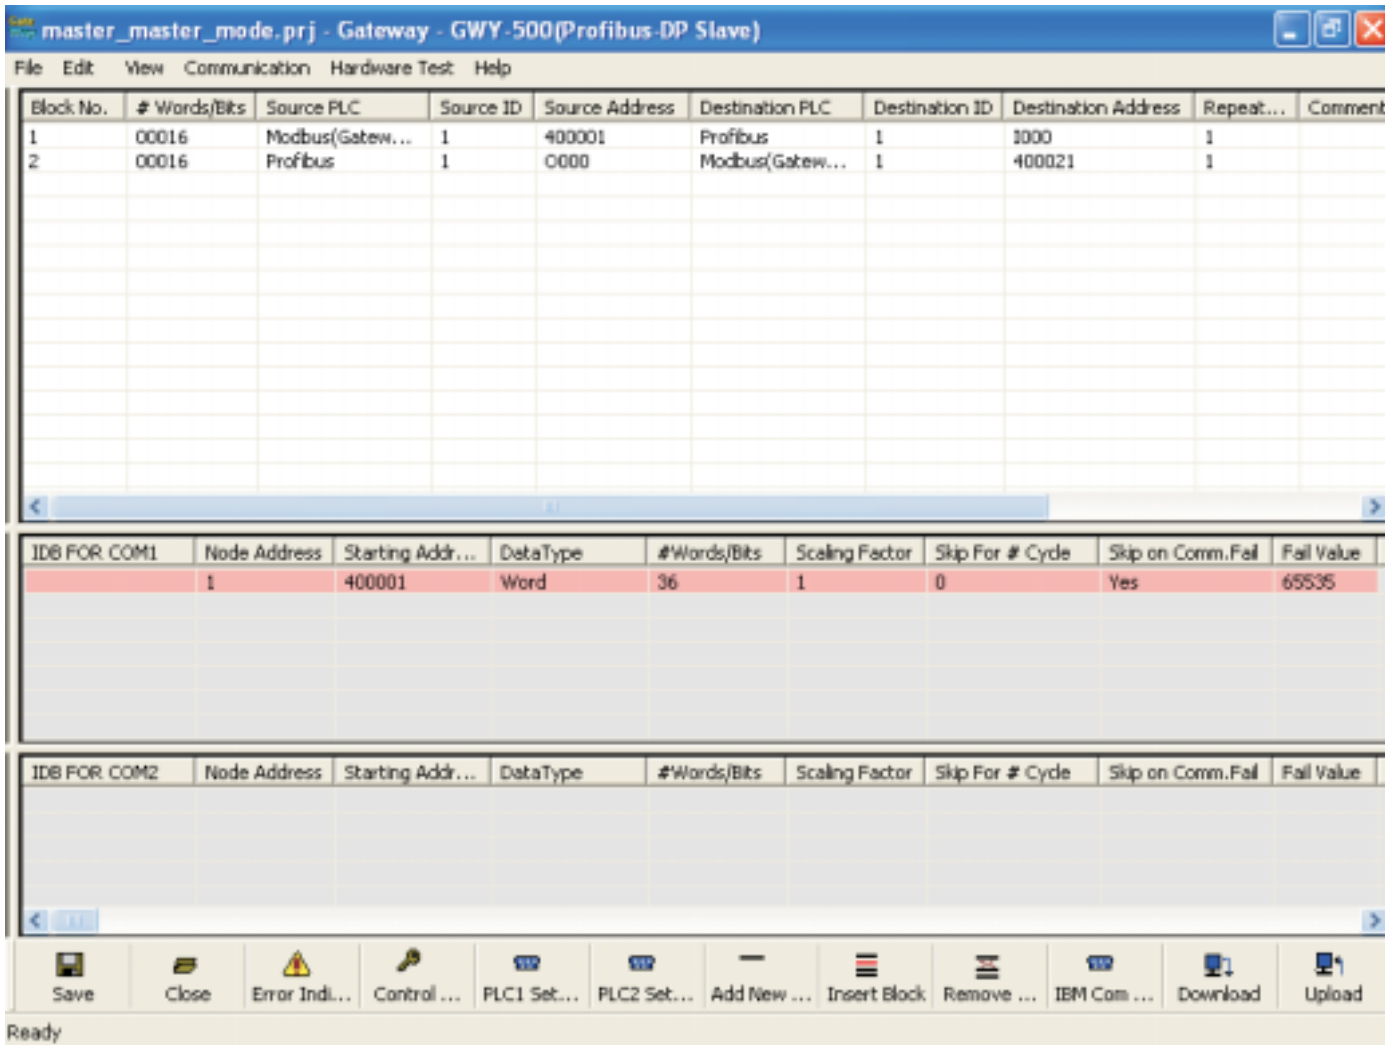 master_master_mode.prj - Gateway - GWY-500(Profibus-DP Slave)
File Edit View Communication Hardware Test Help
Block No. # Words/Bits Source PLC Source ID Source Address Destination PLC Destination ID Destination Address Repeat... Comment
1 00016 Modbus(Gatew... 1 400001 Profibus 1 I000 1
2 00016 Profibus 1 O000 Modbus(Gatew... 1 400021 1
IDB FOR COM1 Node Address Starting Addr... DataType #Words/Bits Scaling Factor Skip For # Cycle Skip on Comm.Fail Fail Value
1 400001 Word 36 1 0 Yes 65535
IDB FOR COM2 Node Address Starting Addr... DataType #Words/Bits Scaling Factor Skip For # Cycle Skip on Comm.Fail Fail Value
Save Close Error Indi... Control ... PLC1 Set... PLC2 Set... Add New ... Insert Block Remove ... IBM Com ... Download Upload
Ready